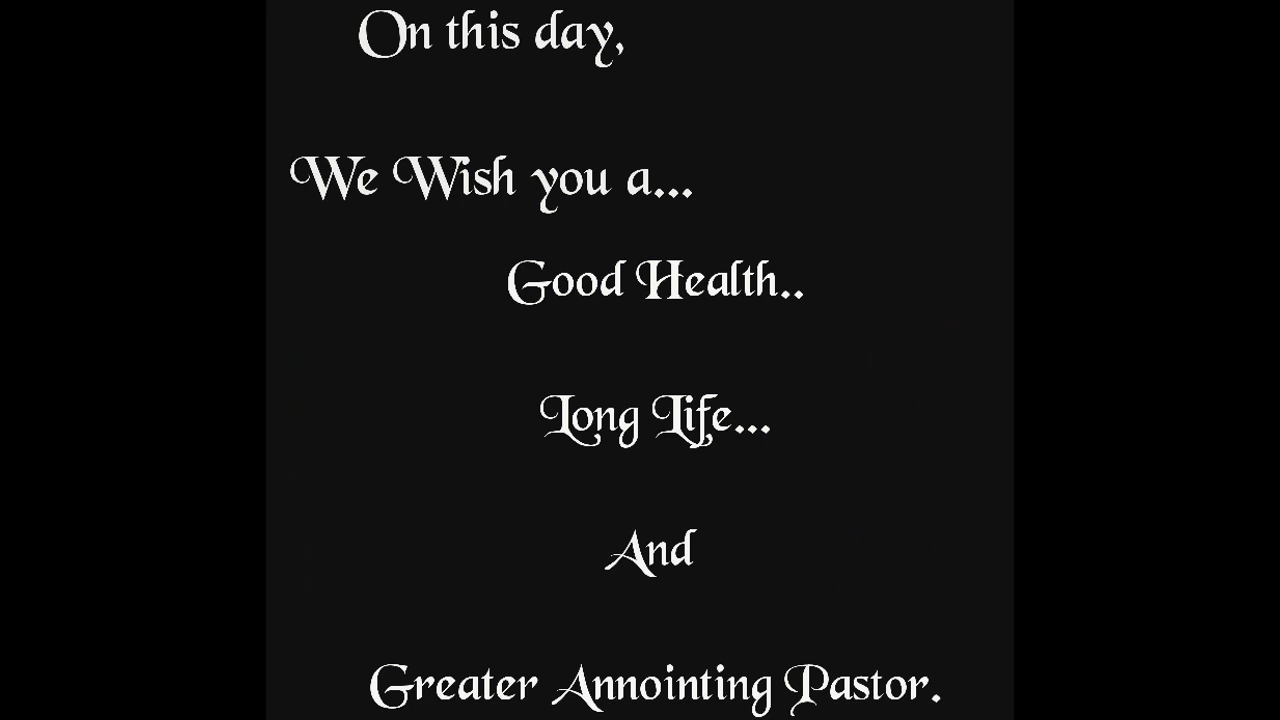 On this day,
We Wish you a...
Good Health..
Long Life...
And
Greater Annointing Pastor.